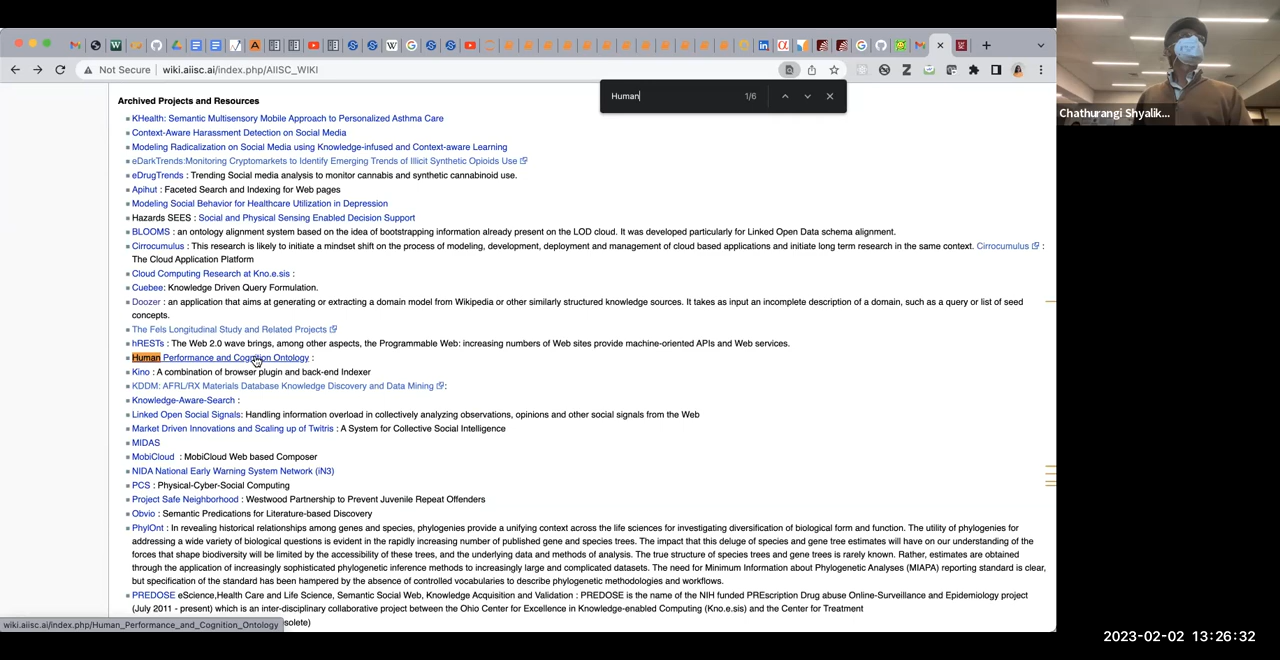 Not Secure
wiki.aiisc.ai/index.php/AIISC_WIKI
Human
1/6
Chathurangi Shyalik...
Archived Projects and Resources
KHealth: Semantic Multisensory Mobile Approach to Personalized Asthma Care
Context-Aware Harassment Detection on Social Media
Modeling Radicalization on Social Media using Knowledge-infused and Context-aware Learning
eDarkTrends:Monitoring Cryptomarkets to Identify Emerging Trends of Illicit Synthetic Opioids Use
eDrugTrends : Trending Social media analysis to monitor cannabis and synthetic cannabinoid use.
Apihut : Faceted Search and Indexing for Web pages
Modeling Social Behavior for Healthcare Utilization in Depression
Hazards SEES : Social and Physical Sensing Enabled Decision Support
BLOOMS : an ontology alignment system based on the idea of bootstrapping information already present on the LOD cloud. It was developed particularly for Linked Open Data schema alignment.
Cirrocumulus : This research is likely to initiate a mindset shift on the process of modeling, development, deployment and management of cloud based applications and initiate long term research in the same context. Cirrocumulus :
The Cloud Application Platform
Cloud Computing Research at Kno.e.sis :
Cuebee: Knowledge Driven Query Formulation.
Doozer : an application that aims at generating or extracting a domain model from Wikipedia or other similarly structured knowledge sources. It takes as input an incomplete description of a domain, such as a query or list of seed
concepts.
The Fels Longitudinal Study and Related Projects
hRESTs : The Web 2.0 wave brings, among other aspects, the Programmable Web: increasing numbers of Web sites provide machine-oriented APIs and Web services.
Human Performance and Cognition Ontology :
Kino : A combination of browser plugin and back-end Indexer
KDDM: AFRL/RX Materials Database Knowledge Discovery and Data Mining :
Knowledge-Aware-Search :
Linked Open Social Signals: Handling information overload in collectively analyzing observations, opinions and other social signals from the Web
Market Driven Innovations and Scaling up of Twitris : A System for Collective Social Intelligence
MIDAS
MobiCloud : MobiCloud Web based Composer
NIDA National Early Warning System Network (iN3)
PCS : Physical-Cyber-Social Computing
Project Safe Neighborhood : Westwood Partnership to Prevent Juvenile Repeat Offenders
Obvio : Semantic Predications for Literature-based Discovery
PhylOnt : In revealing historical relationships among genes and species, phylogenies provide a unifying context across the life sciences for investigating diversification of biological form and function. The utility of phylogenies for
addressing a wide variety of biological questions is evident in the rapidly increasing number of published gene and species trees. The impact that this deluge of species and gene tree estimates will have on our understanding of the
forces that shape biodiversity will be limited by the accessibility of these trees, and the underlying data and methods of analysis. The true structure of species trees and gene trees is rarely known. Rather, estimates are obtained
through the application of increasingly sophisticated phylogenetic inference methods to increasingly large and complicated datasets. The need for Minimum Information about Phylogenetic Analyses (MIAPA) reporting standard is clear,
but specification of the standard has been hampered by the absence of controlled vocabularies to describe phylogenetic methodologies and workflows.
PREDOSE eScience,Health Care and Life Science, Semantic Social Web, Knowledge Acquisition and Validation : PREDOSE is the name of the NIH funded PREscription Drug abuse Online-Surveillance and Epidemiology project
(July 2011 - present) which is an inter-disciplinary collaborative project between the Ohio Center for Excellence in Knowledge-enabled Computing (Kno.e.sis) and the Center for Treatment
solete)
wiki.aiisc.ai/index.php/Human_Performance_and_Cognition_Ontology
2023-02-02 13:26:32